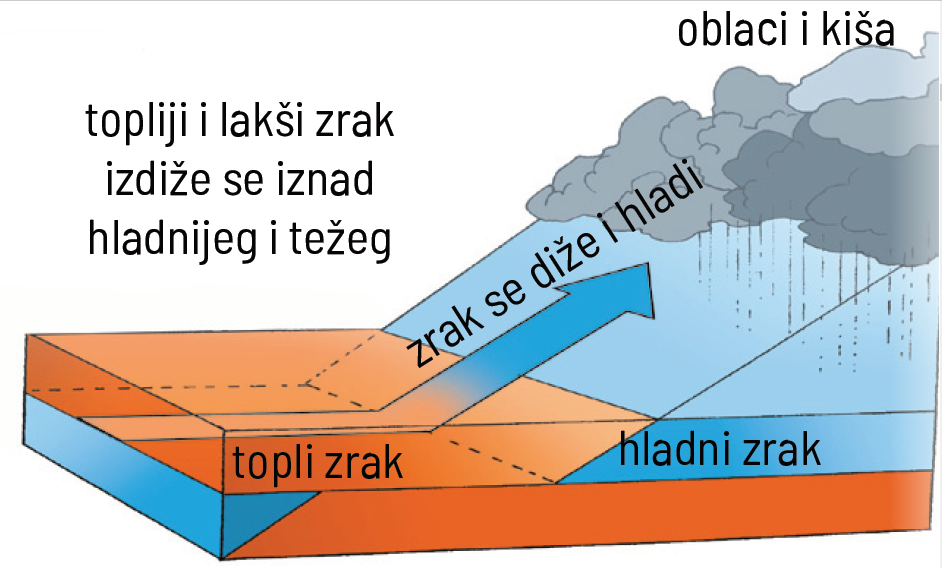 oblaci i kiša
topliji i lakši zrak
izdiže se iznad
hladnijeg i težeg
zrak se diže i hladi
topli zrak
hladni zrak